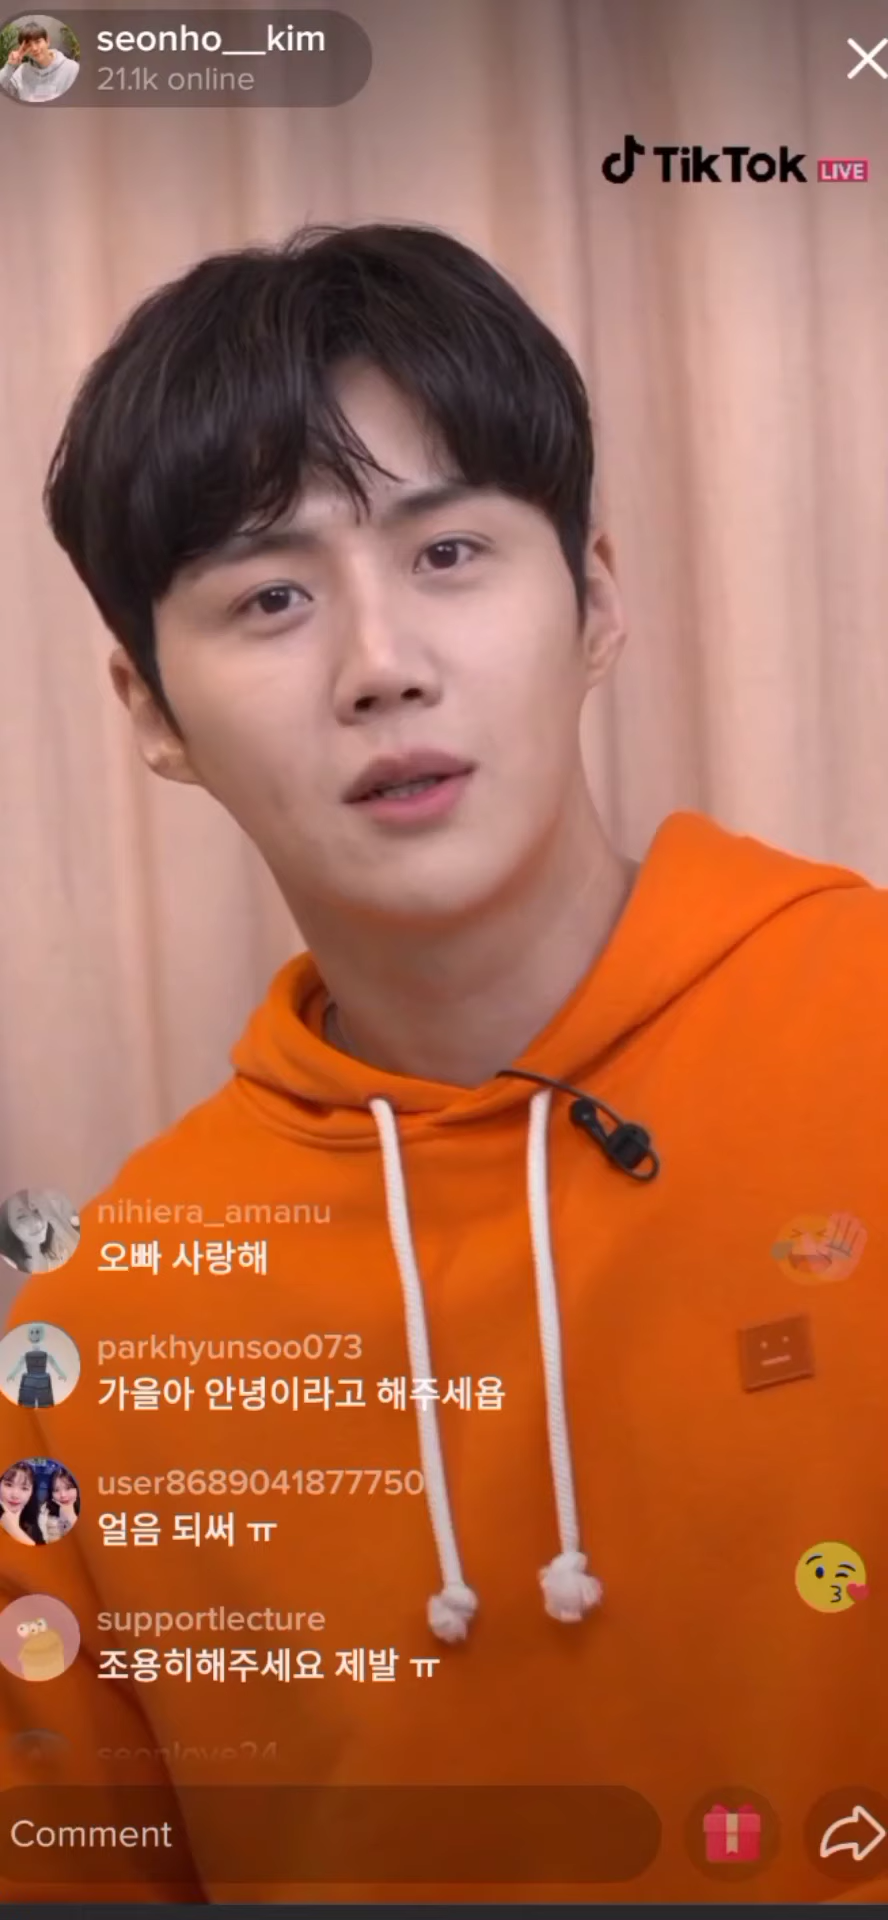 seonho__kim
21.1k online
TikTok LIVE
nihiera_amanu
오빠 사랑해
parkhyunsoo073
가을아 안녕이라고 해주세욥
user8689041877750
얼음 되써 ㅠ
supportlecture
조용히해주세요 제발 ㅠ
seonlove24
Comment